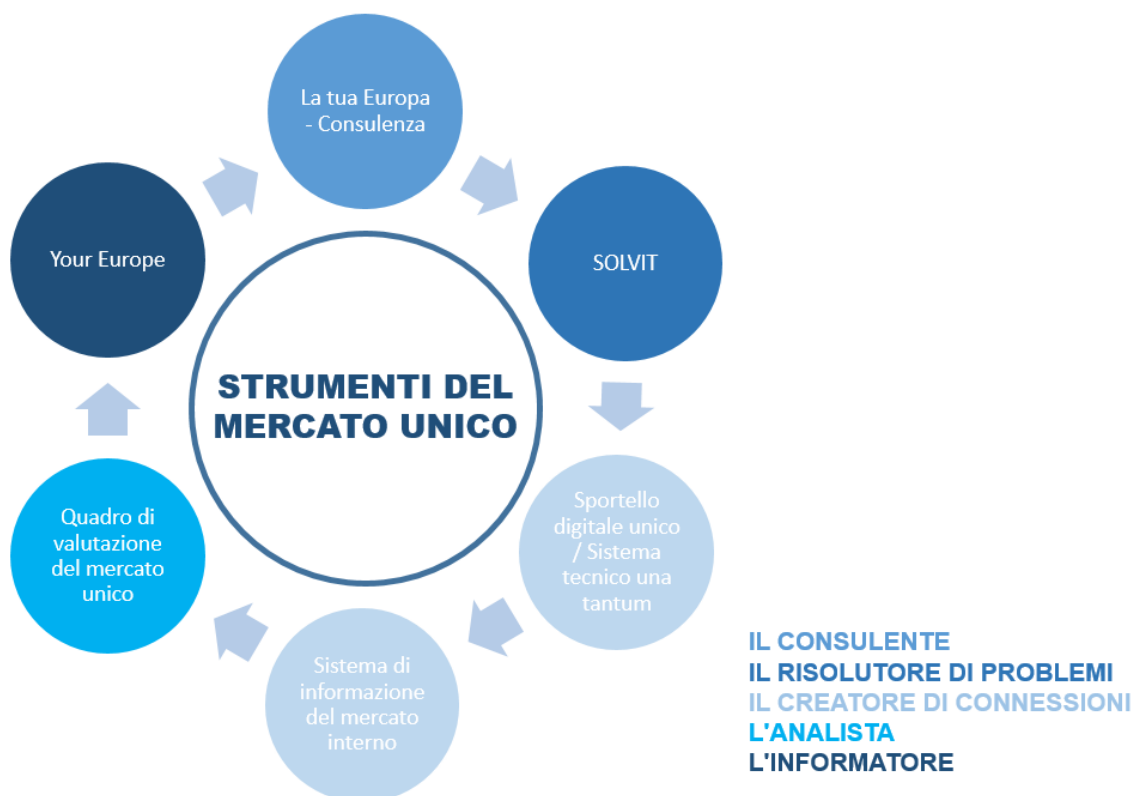 La tua Europa
- Consulenza
SOLVIT
Sportello
digitale unico
/ Sistema
tecnico una
tantum
Sistema di
informazione
del mercato
interno
Quadro di
valutazione
del mercato
unico
Your Europe
STRUMENTI DEL
MERCATO UNICO
IL CONSULENTE
IL RISOLUTORE DI PROBLEMI
IL CREATORE DI CONNESSIONI
L'ANALISTA
L'INFORMATORE